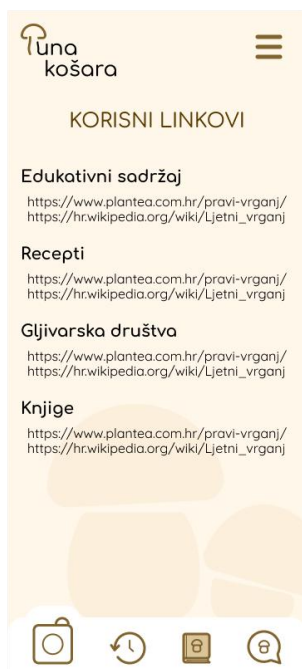 Puna
košara
KORISNI LINKOVI
Edukativni sadržaj
https://www.plantea.com.hr/pravi-vrganj/
https://hr.wikipedia.org/wiki/Ljetni_vrganj
Recepti
https://www.plantea.com.hr/pravi-vrganj/
https://hr.wikipedia.org/wiki/Ljetni_vrganj
Gljivarska društva
https://www.plantea.com.hr/pravi-vrganj/
https://hr.wikipedia.org/wiki/Ljetni_vrganj
Knjige
https://www.plantea.com.hr/pravi-vrganj/
https://hr.wikipedia.org/wiki/Ljetni_vrganj